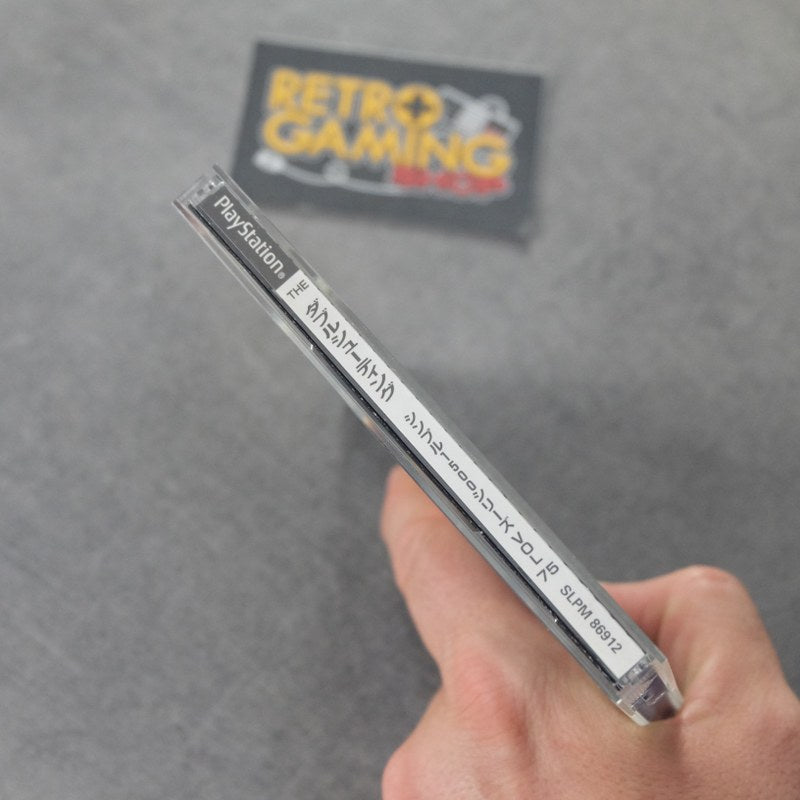 RETRO
GAMING
SHOP
PlayStation®
THE ダブルシューティング シンプル1500シリーズ VOL.75 SLPM 86912